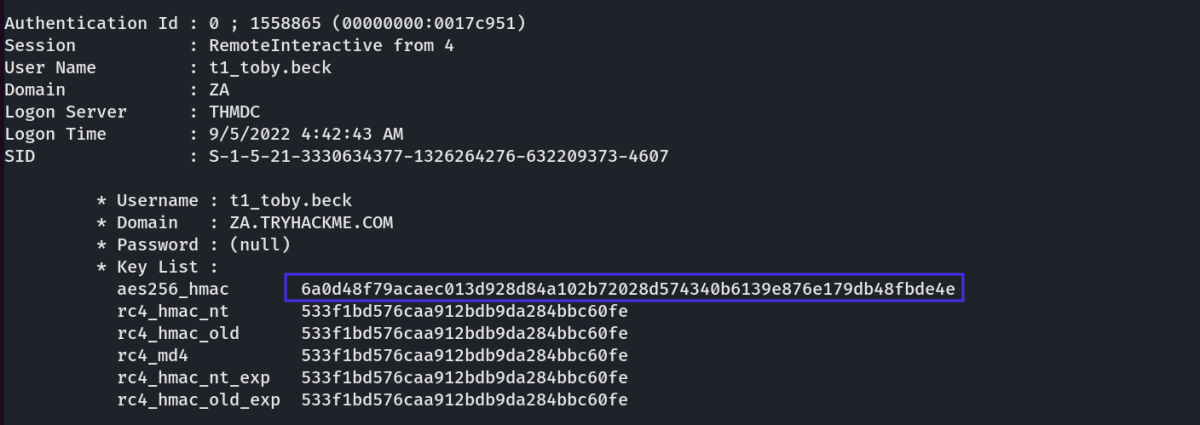 Authentication Id : 0 ; 1558865 (00000000:0017c951)
Session           : RemoteInteractive from 4
User Name         : t1_toby.beck
Domain            : ZA
Logon Server      : THMDC
Logon Time        : 9/5/2022 4:42:43 AM
SID               : S-1-5-21-3330634377-1326264276-632209373-4607
* Username : t1_toby.beck
* Domain   : ZA.TRYHACKME.COM
* Password : (null)
* Key List :
aes256_hmac       6a0d48f79acaec013d928d84a102b72028d574340b6139e876e179db48fbde4e
rc4_hmac_nt       533f1bd576caa912bdb9da284bbc60fe
rc4_hmac_old      533f1bd576caa912bdb9da284bbc60fe
rc4_md4           533f1bd576caa912bdb9da284bbc60fe
rc4_hmac_nt_exp   533f1bd576caa912bdb9da284bbc60fe
rc4_hmac_old_exp  533f1bd576caa912bdb9da284bbc60fe